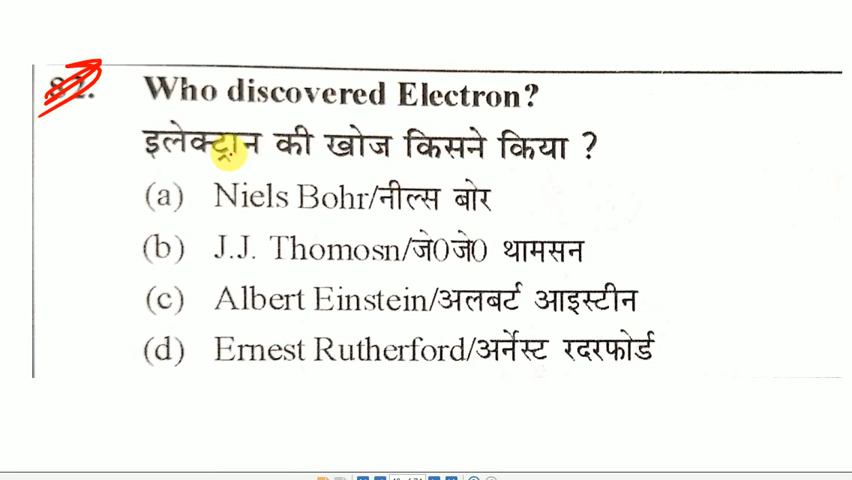 82. Who discovered Electron?
इलेक्ट्रान की खोज किसने किया ?
(a) Niels Bohr/नील्स बोर
(b) J.J. Thomosn/जे0जे0 थामसन
(c) Albert Einstein/अलबर्ट आइस्टीन
(d) Ernest Rutherford/अर्नेस्ट रदरफोर्ड